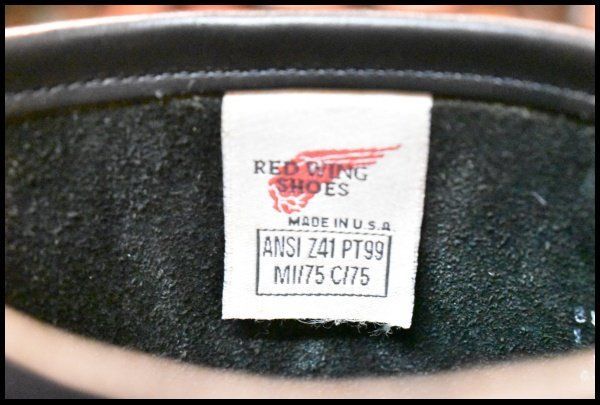 RED WING
SHOES
MADE IN U.S.A.
ANSI Z41 PT99
MI/75 C/75